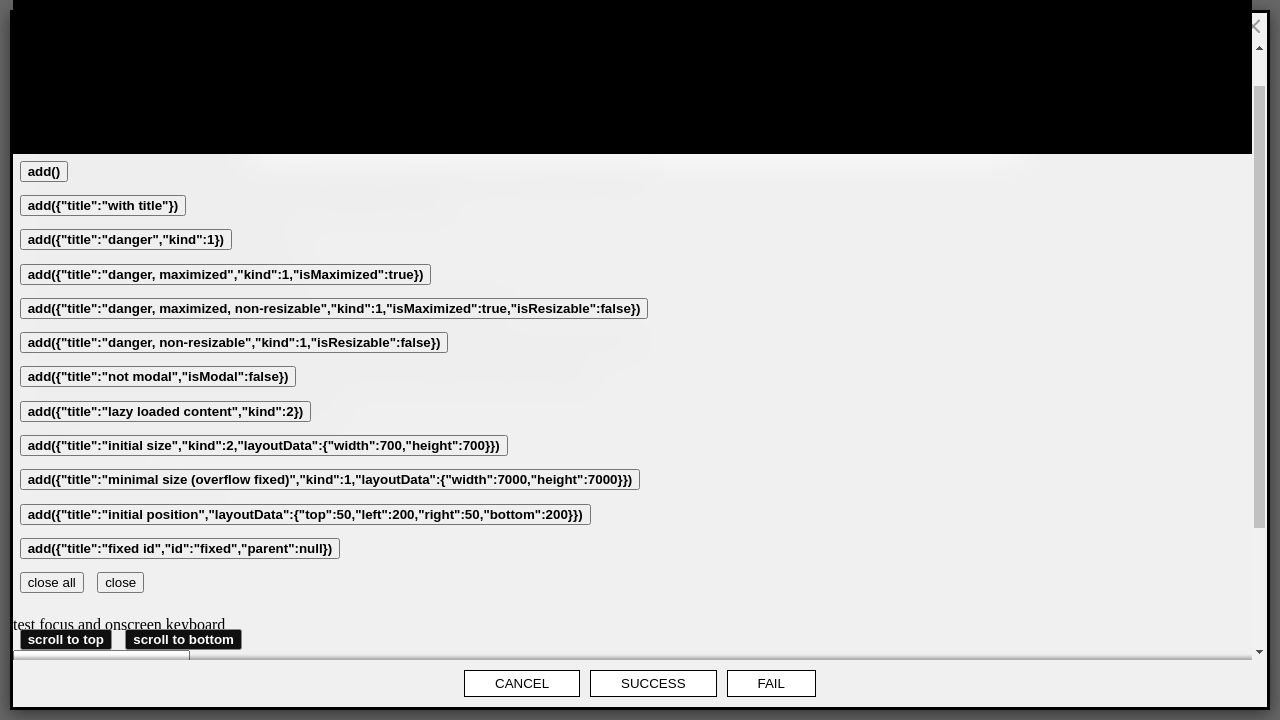 add()
add({"title":"with title"})
add({"title":"danger","kind":1})
add({"title":"danger, maximized","kind":1,"isMaximized":true})
add({"title":"danger, maximized, non-resizable","kind":1,"isMaximized":true,"isResizable":false})
add({"title":"danger, non-resizable","kind":1,"isResizable":false})
add({"title":"not modal","isModal":false})
add({"title":"lazy loaded content","kind":2})
add({"title":"initial size","kind":2,"layoutData":{"width":700,"height":700}})
add({"title":"minimal size (overflow fixed)","kind":1,"layoutData":{"width":7000,"height":7000}})
add({"title":"initial position","layoutData":{"top":50,"left":200,"right":50,"bottom":200}})
add({"title":"fixed id","id":"fixed","parent":null})
close all close
test focus and onscreen keyboard
scroll to top scroll to bottom
CANCEL SUCCESS FAIL